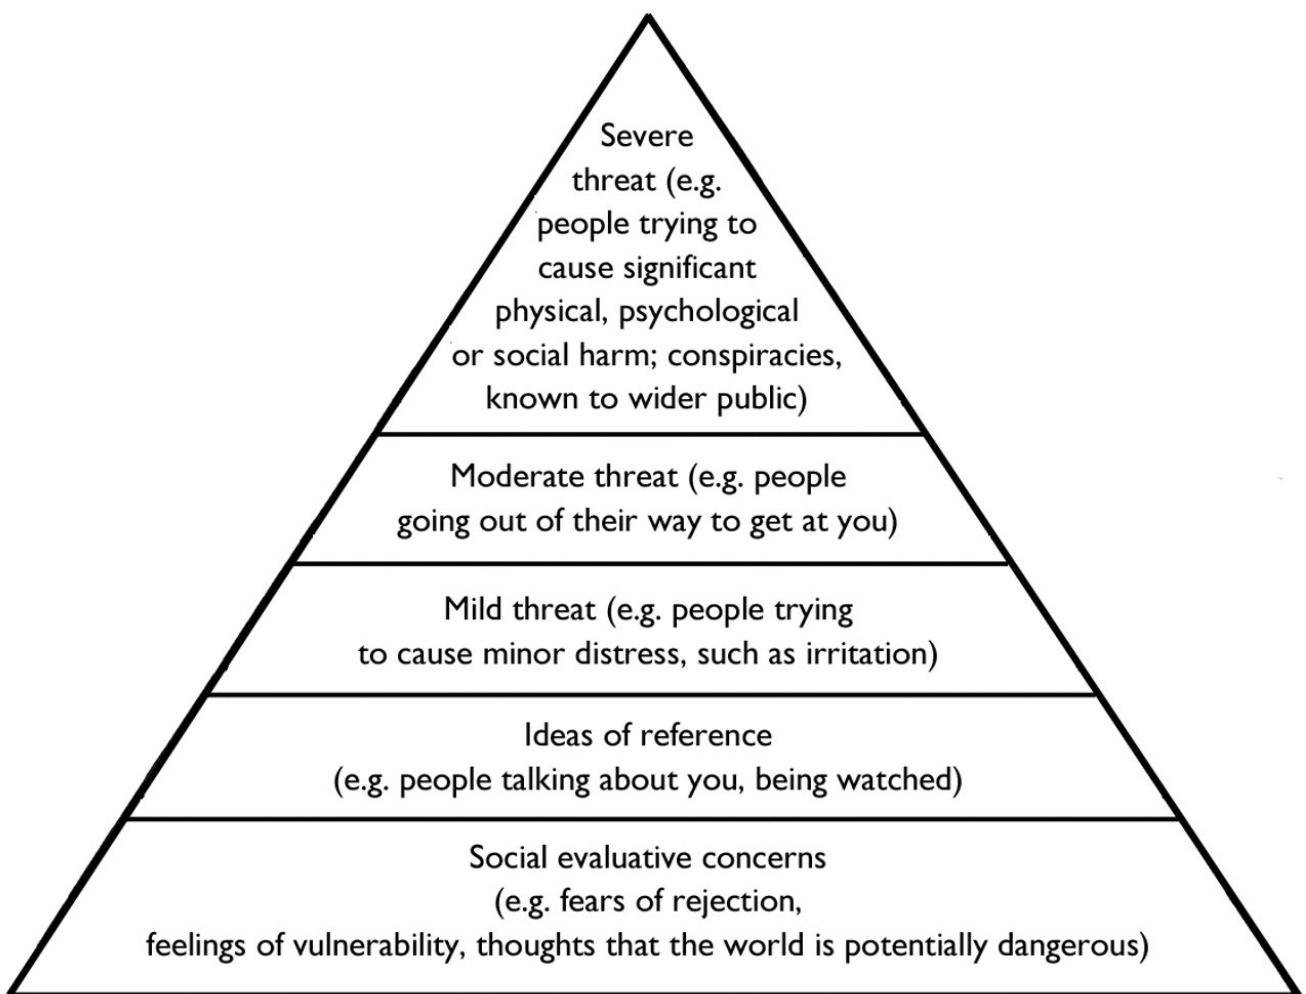 Severe
threat (e.g.
people trying to
cause significant
physical, psychological
or social harm; conspiracies,
known to wider public)
Moderate threat (e.g. people
going out of their way to get at you)
Mild threat (e.g. people trying
to cause minor distress, such as irritation)
Ideas of reference
(e.g. people talking about you, being watched)
Social evaluative concerns
(e.g. fears of rejection,
feelings of vulnerability, thoughts that the world is potentially dangerous)